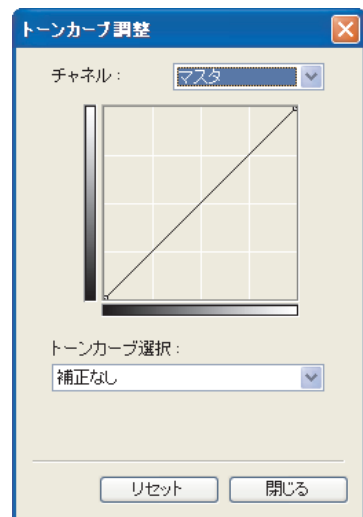 トーンカーブ調整
チャネル： マスタ
トーンカーブ選択：
補正なし
リセット 閉じる